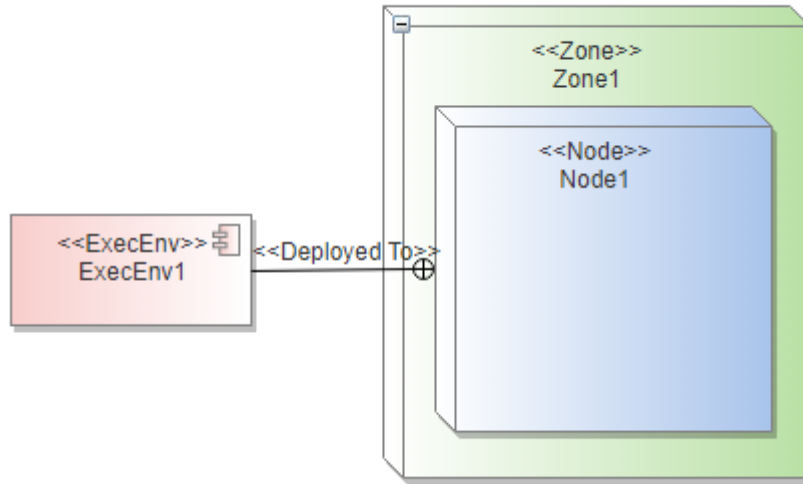 <<Zone>>
Zone1
<<Node>>
Node1
<<ExecEnv>>
ExecEnv1
<<Deployed To>>